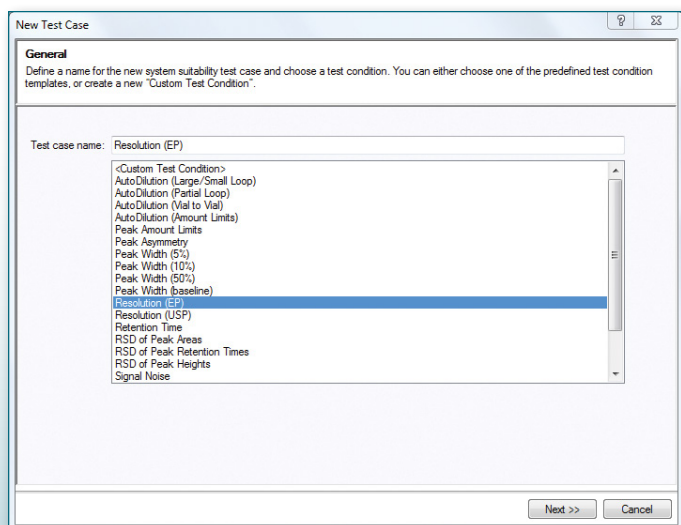 New Test Case
General
Define a name for the new system suitability test case and choose a test condition. You can either choose one of the predefined test condition
templates, or create a new "Custom Test Condition".
Test case name: Resolution (EP)
<Custom Test Condition>
AutoDilution (Large/Small Loop)
AutoDilution (Partial Loop)
AutoDilution (Vial to Vial)
AutoDilution (Amount Limits)
Peak Amount Limits
Peak Asymmetry
Peak Width (5%)
Peak Width (10%)
Peak Width (50%)
Peak Width (baseline)
Resolution (EP)
Resolution (USP)
Retention Time
RSD of Peak Areas
RSD of Peak Retention Times
RSD of Peak Heights
Signal Noise
Next >> Cancel